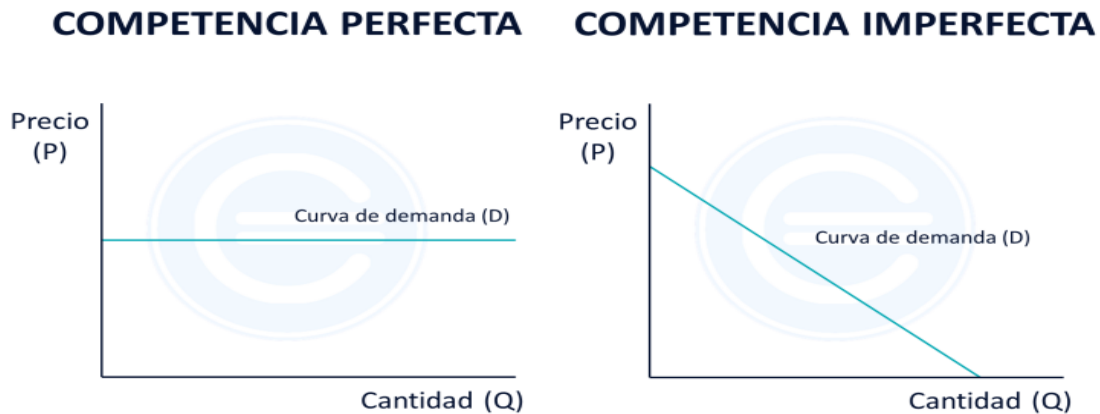 COMPETENCIA PERFECTA
Precio
(P)
Curva de demanda (D)
Cantidad (Q)
COMPETENCIA IMPERFECTA
Precio
(P)
Curva de demanda (D)
Cantidad (Q)